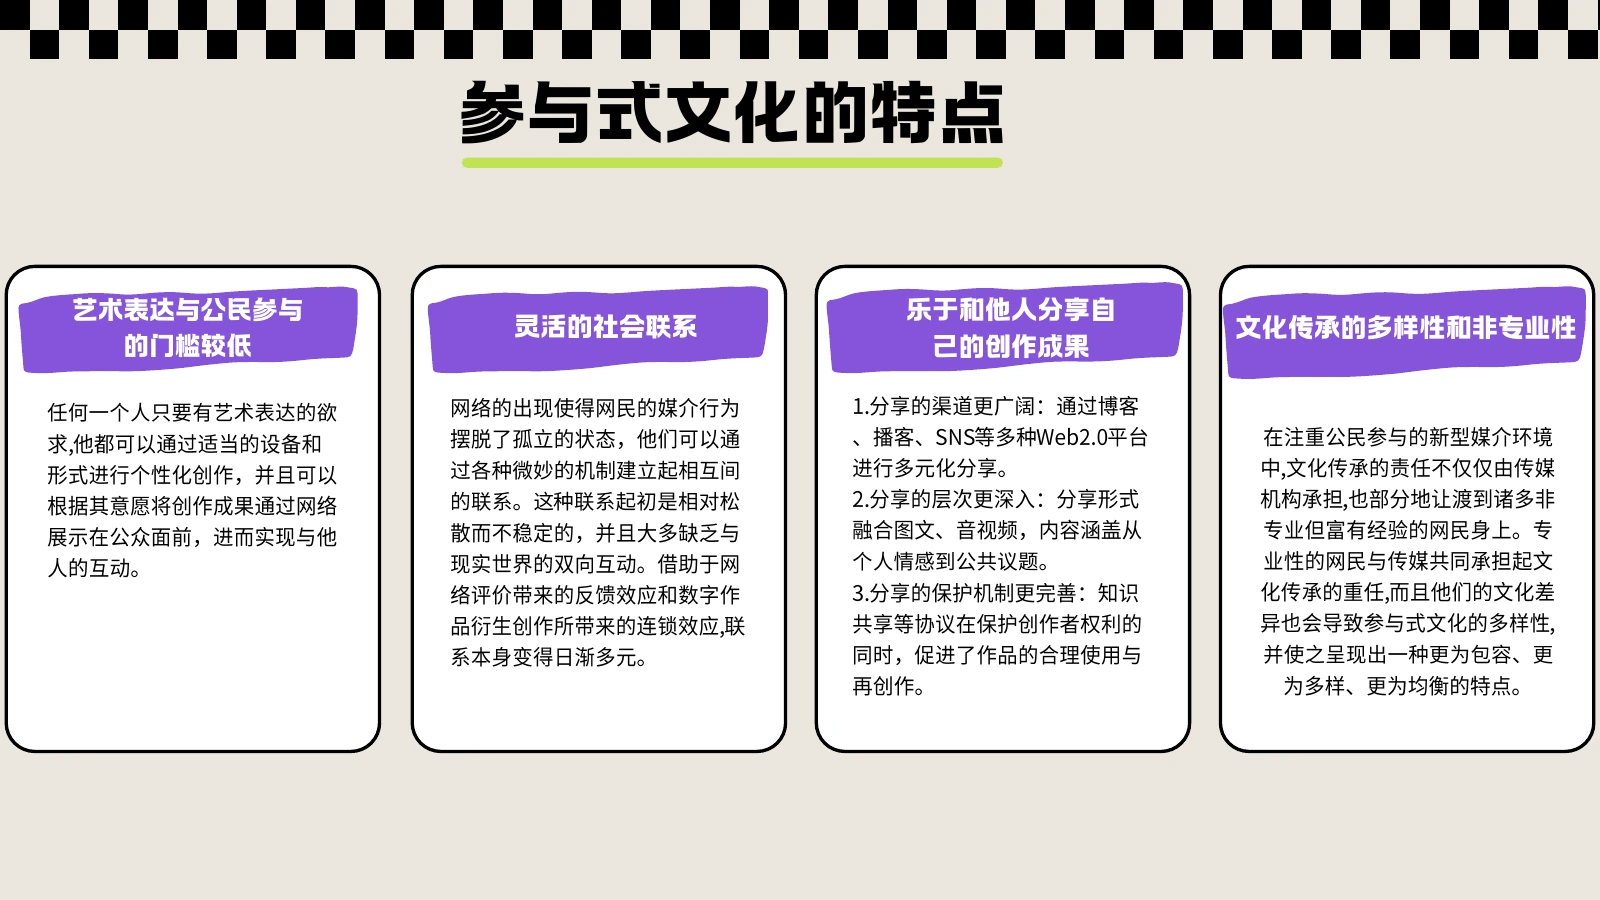 参与式文化的特点
艺术表达与公民参与
的门槛较低
任何一个人只要有艺术表达的欲
求,他都可以通过适当的设备和
形式进行个性化创作，并且可以
根据其意愿将创作成果通过网络
展示在公众面前，进而实现与他
人的互动。
灵活的社会联系
网络的出现使得网民的媒介行为
摆脱了孤立的状态，他们可以通
过各种微妙的机制建立起相互间
的联系。这种联系起初是相对松
散而不稳定的，并且大多缺乏与
现实世界的双向互动。借助于网
络评价带来的反馈效应和数字作
品衍生创作所带来的连锁效应,联
系本身变得日渐多元。
乐于和他人分享自
己的创作成果
1.分享的渠道更广阔：通过博客
、播客、SNS等多种Web2.0平台
进行多元化分享。
2.分享的层次更深入：分享形式
融合图文、音视频，内容涵盖从
个人情感到公共议题。
3.分享的保护机制更完善：知识
共享等协议在保护创作者权利的
同时，促进了作品的合理使用与
再创作。
文化传承的多样性和非专业性
在注重公民参与的新型媒介环境
中,文化传承的责任不仅仅由传媒
机构承担,也部分地让渡到诸多非
专业但富有经验的网民身上。专
业性的网民与传媒共同承担起文
化传承的重任,而且他们的文化差
异也会导致参与式文化的多样性,
并使之呈现出一种更为包容、更
为多样、更为均衡的特点。